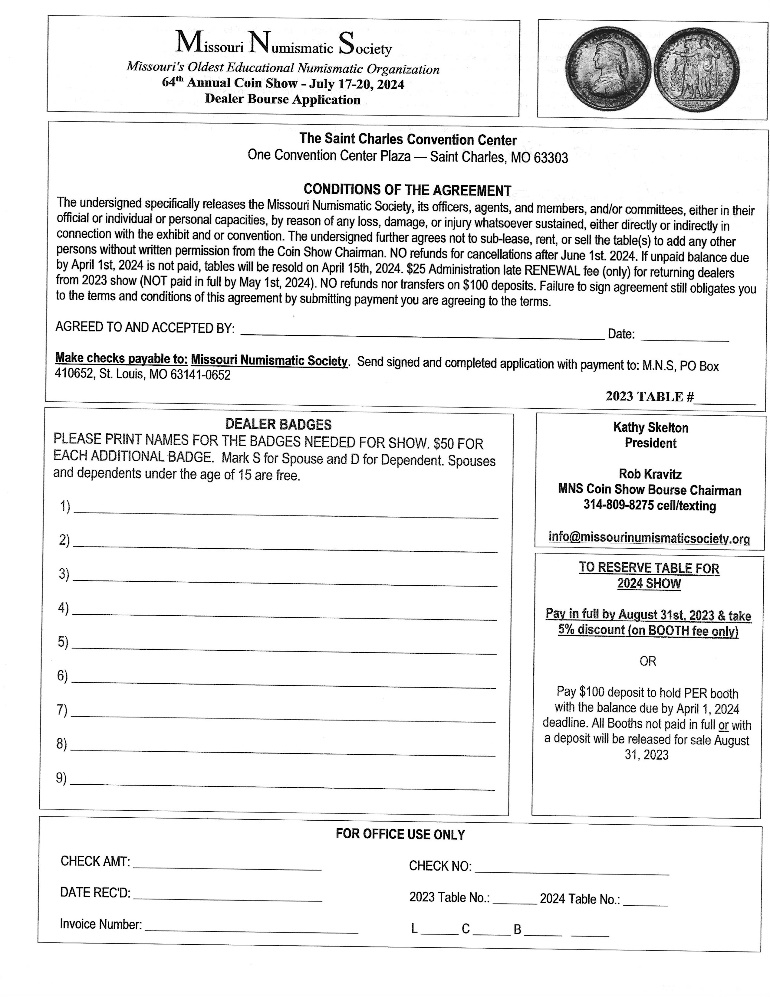 Missouri Numismatic Society
Missouri's Oldest Educational Numismatic Organization
64th Annual Coin Show - July 17-20, 2024
Dealer Bourse Application
The Saint Charles Convention Center
One Convention Center Plaza — Saint Charles, MO 63303
CONDITIONS OF THE AGREEMENT
The undersigned specifically releases the Missouri Numismatic Society, its officers, agents, and members, and/or committees, either in their
official or individual or personal capacities, by reason of any loss, damage, or injury whatsoever sustained, either directly or indirectly in
connection with the exhibit and or convention. The undersigned further agrees not to sub-lease, rent, or sell the table(s) to add any other
persons without written permission from the Coin Show Chairman. NO refunds for cancellations after June 1st. 2024. If unpaid balance due
by April 1st, 2024 is not paid, tables will be resold on April 15th, 2024. $25 Administration late RENEWAL fee (only) for returning dealers
from 2023 show (NOT paid in full by May 1st, 2024). NO refunds nor transfers on $100 deposits. Failure to sign agreement still obligates you
to the terms and conditions of this agreement by submitting payment you are agreeing to the terms.
AGREED TO AND ACCEPTED BY: ____________ Date: ____________
Make checks payable to: Missouri Numismatic Society. Send signed and completed application with payment to: M.N.S, PO Box
410652, St. Louis, MO 63141-0652
2023 TABLE #__________
DEALER BADGES
PLEASE PRINT NAMES FOR THE BADGES NEEDED FOR SHOW. $50 FOR
EACH ADDITIONAL BADGE. Mark S for Spouse and D for Dependent. Spouses
and dependents under the age of 15 are free.
1)
2)
3)
4)
5)
6)
7)
8)
9)
Kathy Skelton
President
Rob Kravitz
MNS Coin Show Bourse Chairman
314-809-8275 cell/texting
info@missourinumismaticsociety.org
TO RESERVE TABLE FOR
2024 SHOW
Pay in full by August 31st, 2023 & take
5% discount (on BOOTH fee only)
OR
Pay $100 deposit to hold PER booth
with the balance due by April 1, 2024
deadline. All Booths not paid in full or with
a deposit will be released for sale August
31, 2023
FOR OFFICE USE ONLY
CHECK AMT: ____________ CHECK NO: ____________
DATE REC'D: ____________ 2023 Table No.: ______ 2024 Table No.: ______
Invoice Number: ____________ L _____ C _____ B _____ _____